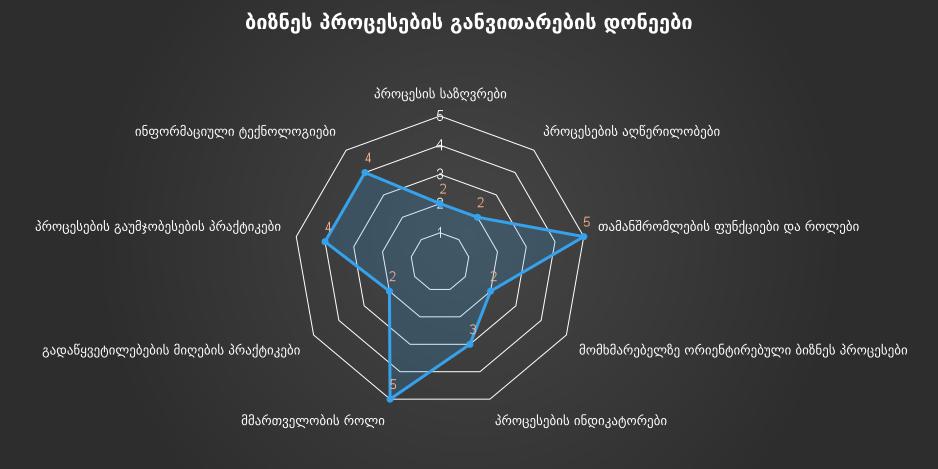 ბიზნეს პროცესების განვითარების დონეები
პროცესის საზღვრები
5
ინფორმაციული ტექნოლოგიები
პროცესების აღწერილობები
4
4
3
2
2
2
5
პროცესების გაუმჯობესების პრაქტიკები
4
თამანშრომლების ფუნქციები და როლები
1
2
2
3
გადაწყვეტილებების მიღების პრაქტიკები
მომხმარებელზე ორიენტირებული ბიზნეს პროცესები
5
მმართველობის როლი
პროცესების ინდიკატორები